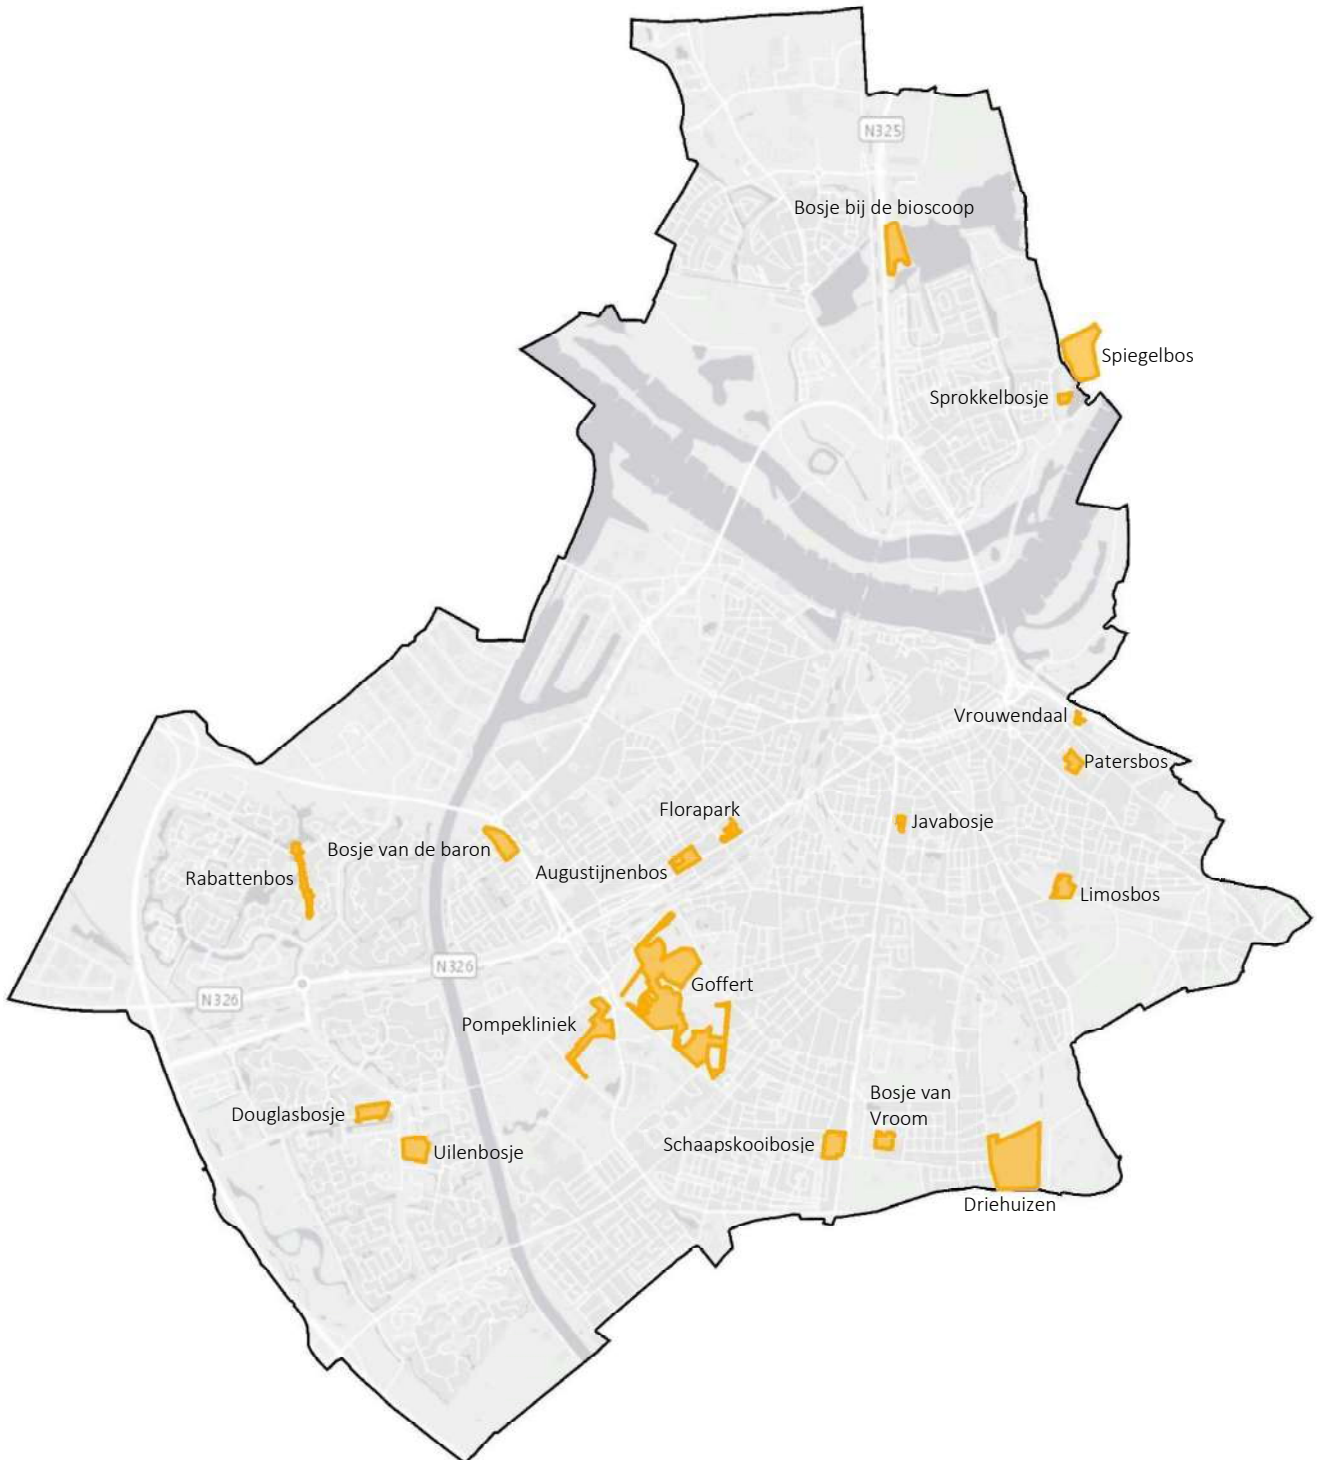 N325
Bosje bij de bioscoop
Spiegelbos
Sprokkelbosje
Vrouwendaal
Patersbos
Florapark
Javabosje
Bosje van de baron
Augustijnenbos
Rabattenbos
Limosbos
N326
Goffert
N326
Pompekliniek
Bosje van
Vroom
Douglasbosje
Schaapskooibosje
Uilenbosje
Driehuizen